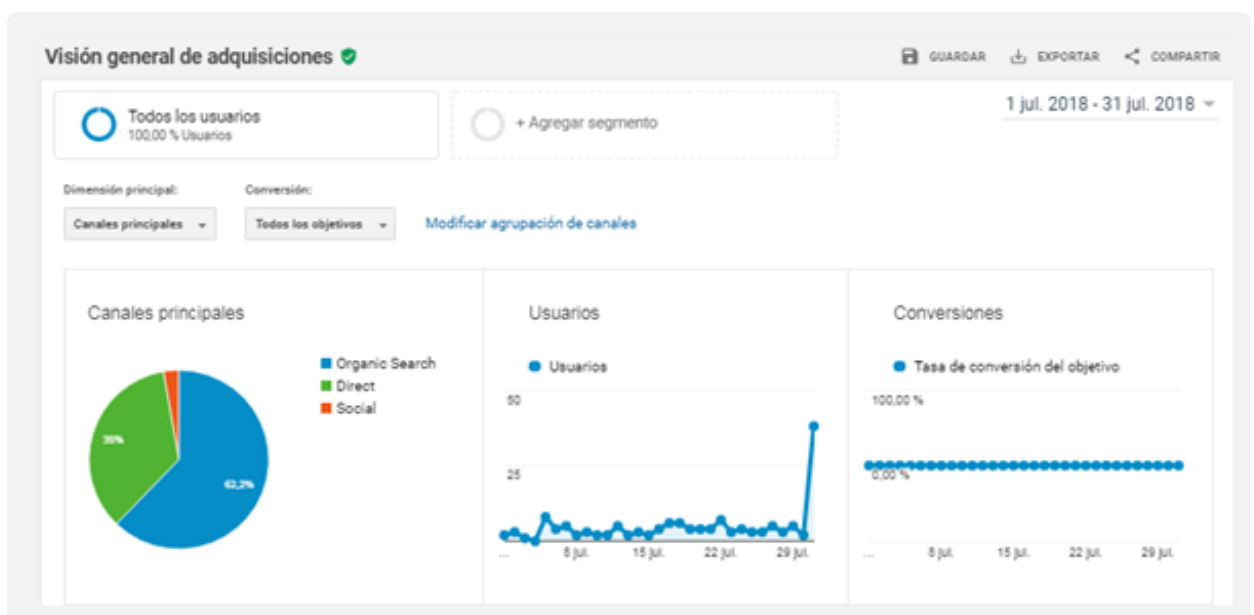 Visión general de adquisiciones
GUARDAR EXPORTAR COMPARTIR
Todos los usuarios
100,00 % Usuarios
+ Agregar segmento
1 jul. 2018 - 31 jul. 2018
Dimensión principal:
Conversión:
Canales principales
Todos los objetivos
Modificar agrupación de canales
Canales principales
Organic Search
Direct
Social
35%
62,2%
Usuarios
Usuarios
50
25
... 8 jul. 15 jul. 22 jul. 29 jul.
Conversiones
Tasa de conversión del objetivo
100,00 %
0,00 %
... 8 jul. 15 jul. 22 jul. 29 jul.